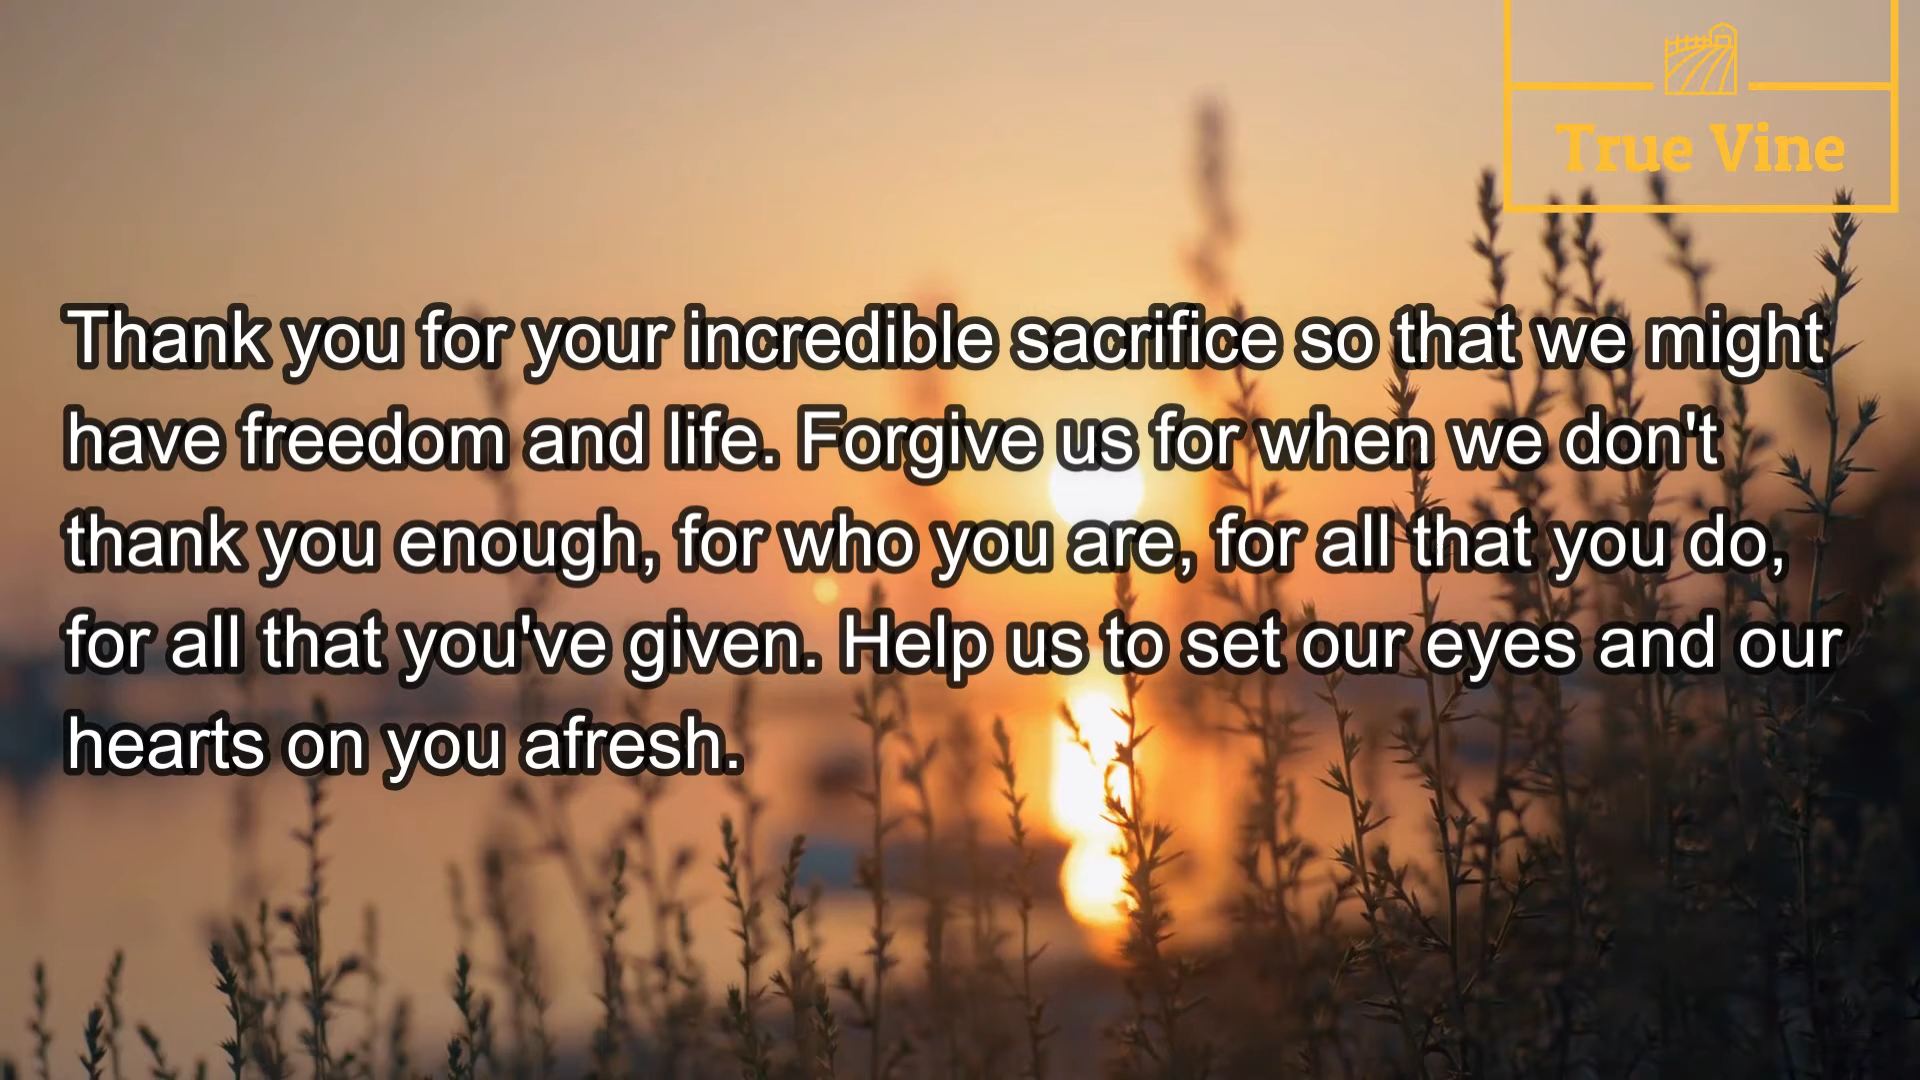 True Vine
Thank you for your incredible sacrifice so that we might
have freedom and life. Forgive us for when we don't
thank you enough, for who you are, for all that you do,
for all that you've given. Help us to set our eyes and our
hearts on you afresh.